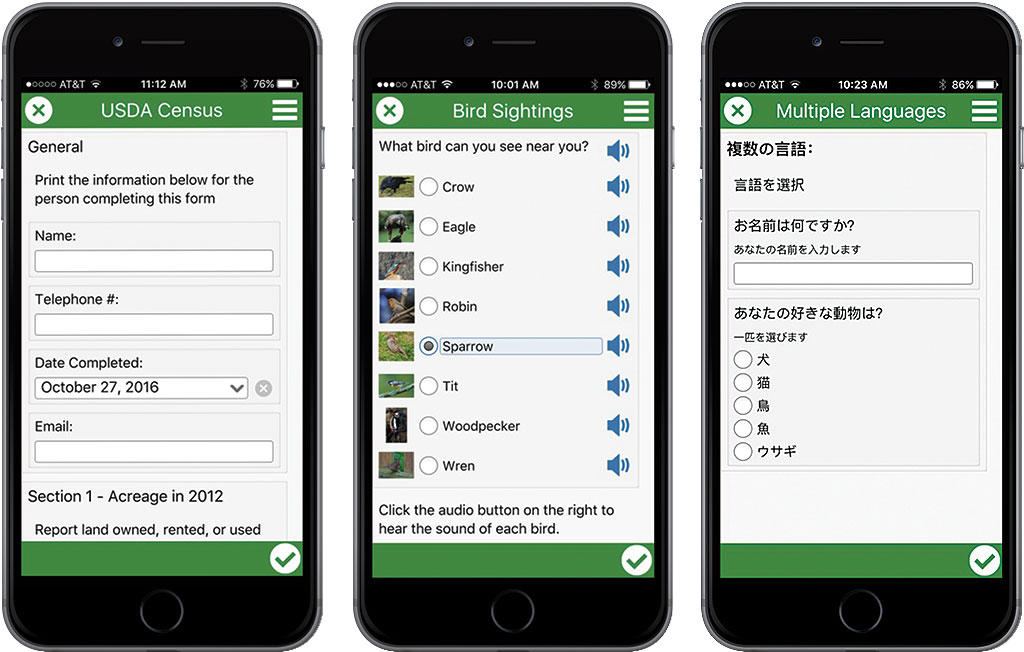 AT&T 11:12 AM 76%
USDA Census
General
Print the information below for the
person completing this form
Name:
Telephone #:
Date Completed:
October 27, 2016
Email:
Section 1 - Acreage in 2012
Report land owned, rented, or used
AT&T 10:01 AM 89%
Bird Sightings
What bird can you see near you?
Crow
Eagle
Kingfisher
Robin
Sparrow
Tit
Woodpecker
Wren
Click the audio button on the right to
hear the sound of each bird.
AT&T 10:23 AM 86%
Multiple Languages
複数の言語:
言語を選択
お名前は何ですか?
あなたの名前を入力します
あなたの好きな動物は?
一匹を選びます
犬
猫
鳥
魚
ウサギ